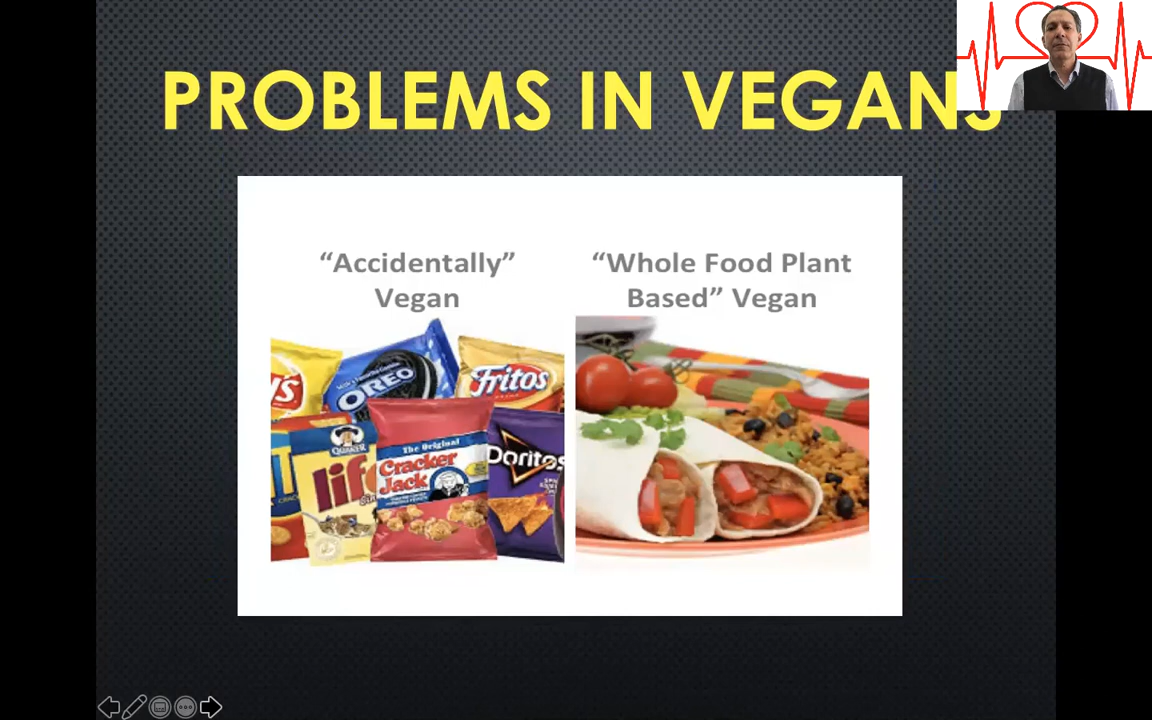 PROBLEMS IN VEGANS
“Accidentally”
Vegan
“Whole Food Plant
Based” Vegan
OREO
Fritos
QUAKER
life
The Original
Cracker
Jack
Doritos